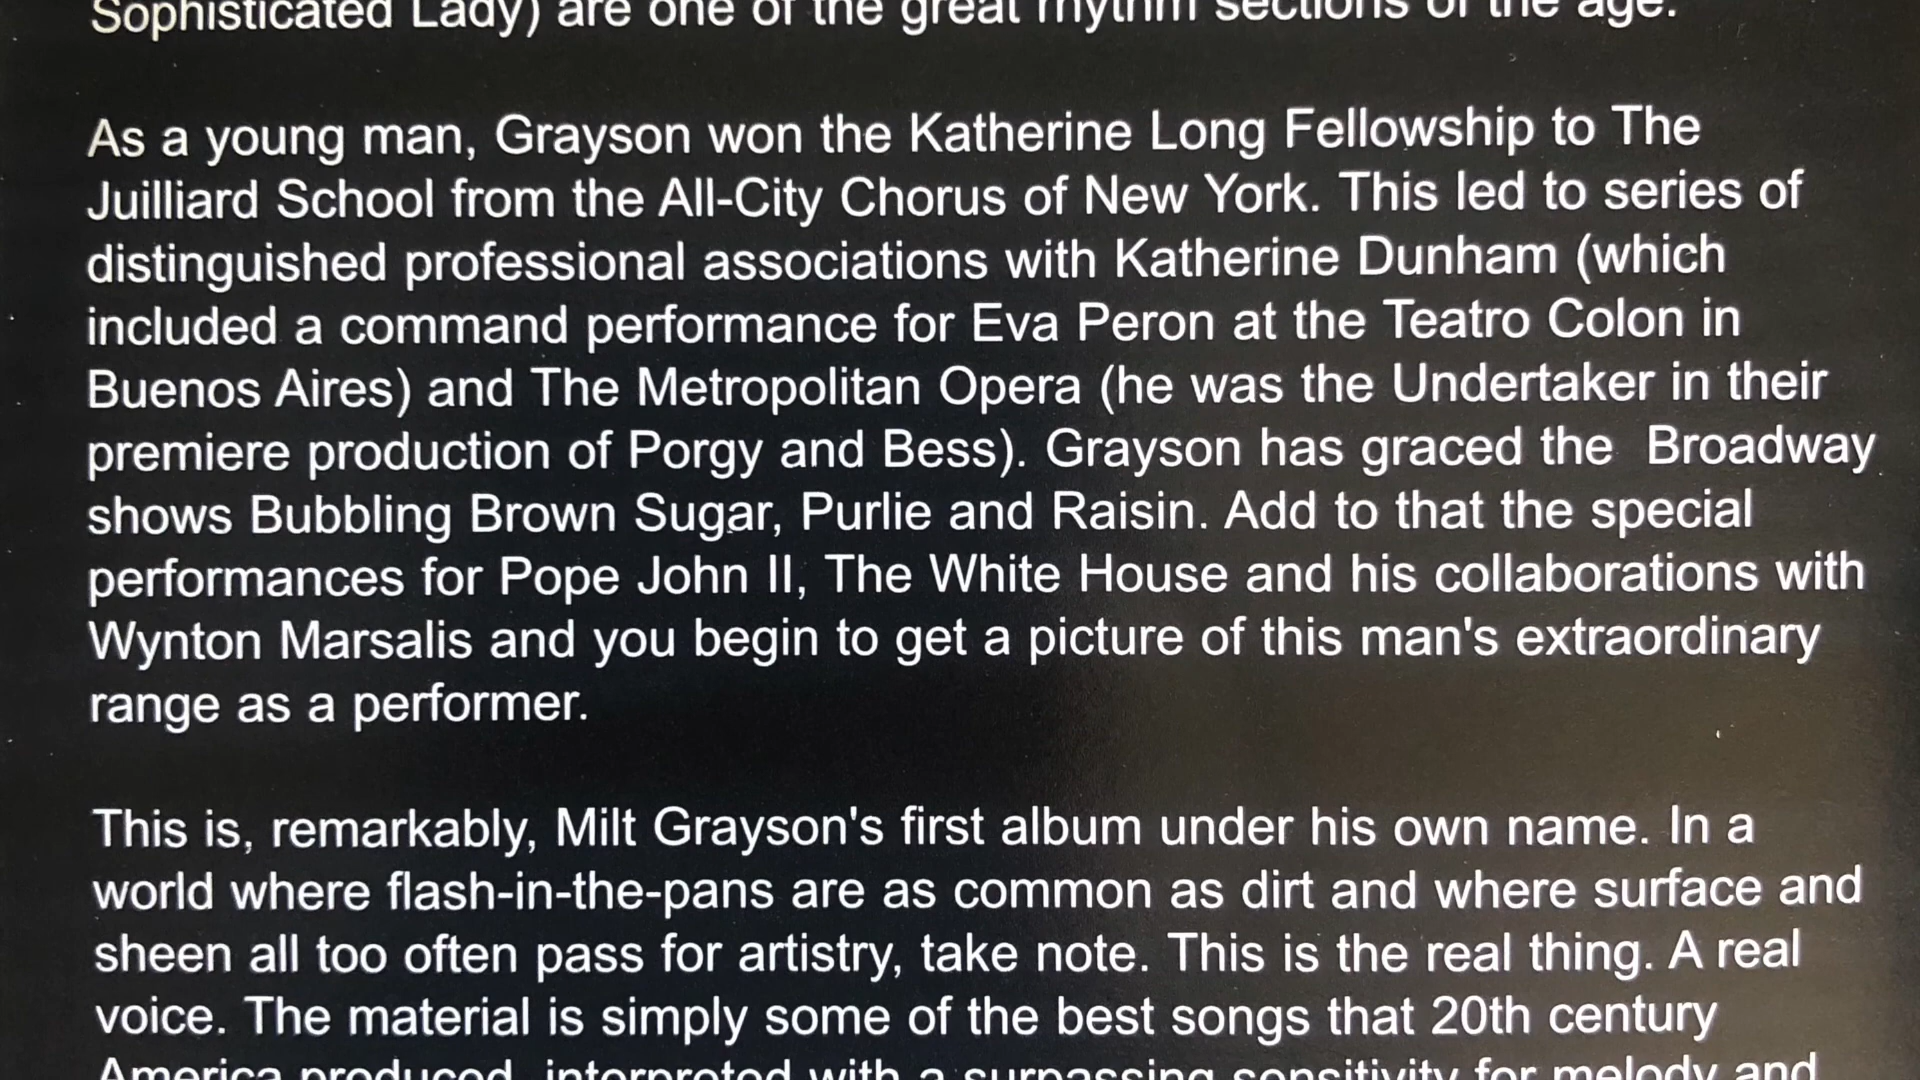 Sophisticated Lady) are one of the great rhythm sections of the age.
As a young man, Grayson won the Katherine Long Fellowship to The
Juilliard School from the All-City Chorus of New York. This led to series of
distinguished professional associations with Katherine Dunham (which
included a command performance for Eva Peron at the Teatro Colon in
Buenos Aires) and The Metropolitan Opera (he was the Undertaker in their
premiere production of Porgy and Bess). Grayson has graced the  Broadway
shows Bubbling Brown Sugar, Purlie and Raisin. Add to that the special
performances for Pope John II, The White House and his collaborations with
Wynton Marsalis and you begin to get a picture of this man's extraordinary
range as a performer.
This is, remarkably, Milt Grayson's first album under his own name. In a
world where flash-in-the-pans are as common as dirt and where surface and
sheen all too often pass for artistry, take note. This is the real thing. A real
voice. The material is simply some of the best songs that 20th century
America produced, interpreted with a surpassing sensitivity for melody and